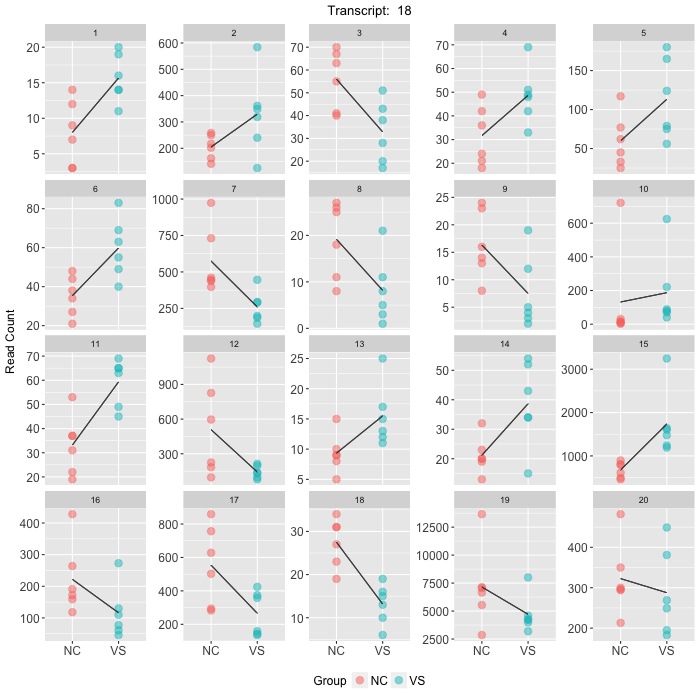 Transcript: 18
1 2 3 4 5
20 15 10 5
600 500 400 300 200
70 60 50 40 30 20
70 60 50 40 30 20
150 100 50
6 7 8 9 10
80 60 40 20
1000 750 500 250
20 10 0
25 20 15 10 5
600 400 200 0
Read Count
11 12 13 14 15
70 60 50 40 30 20
900 600 300
25 20 15 10 5
50 40 30 20
3000 2000 1000
16 17 18 19 20
400 300 200 100
800 600 400 200
30 20 10
12500 10000 7500 5000 2500
400 300 200
NC VS NC VS NC VS NC VS NC VS
Group NC VS